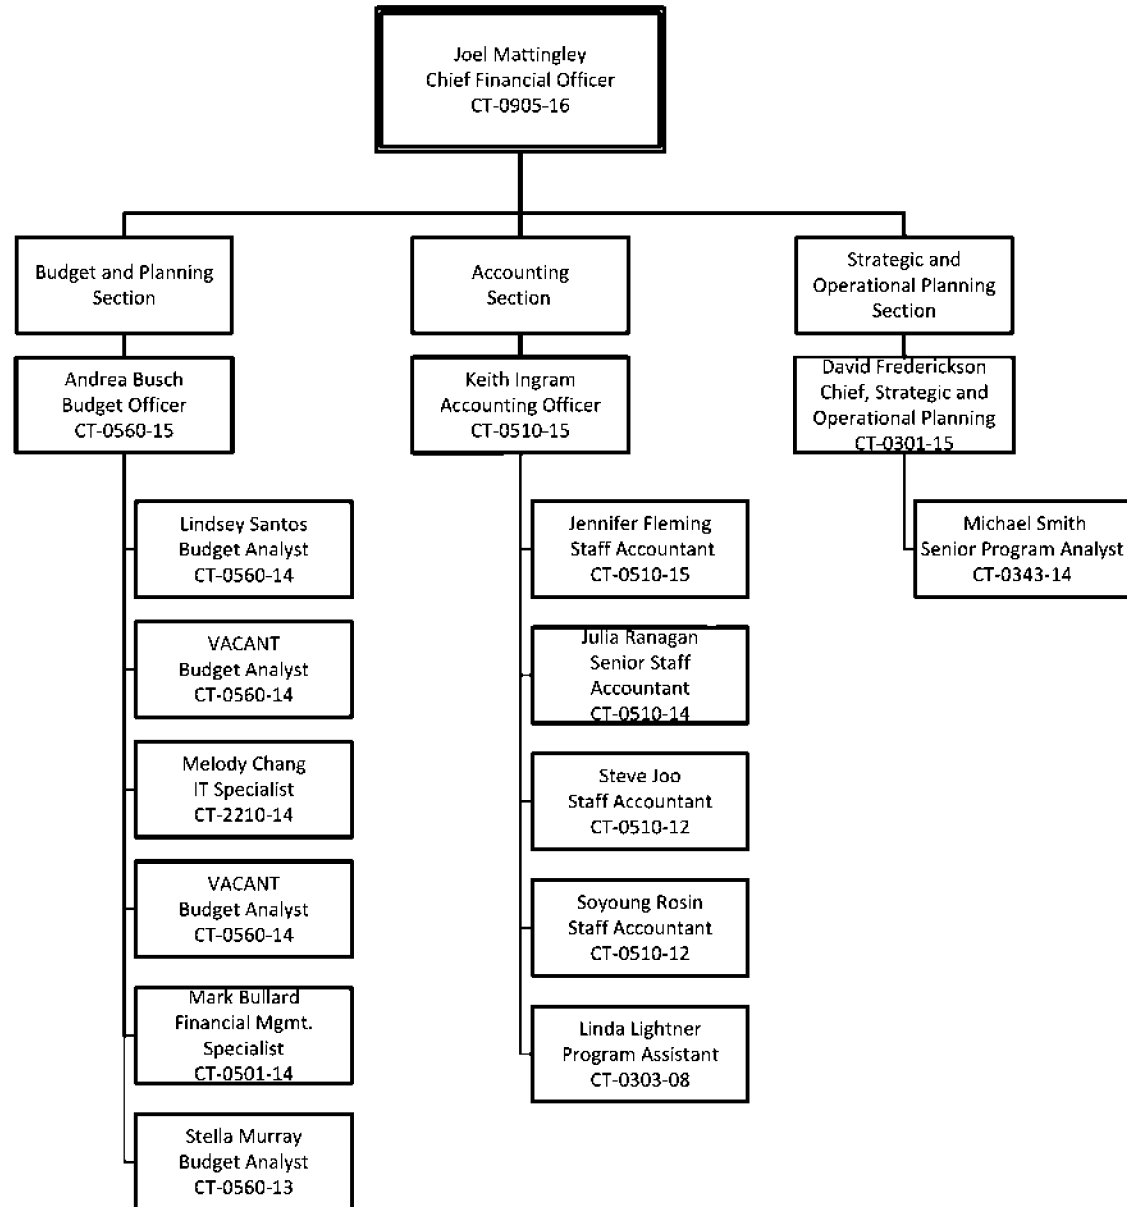 Joel Mattingley
Chief Financial Officer
CT-0905-16
Budget and Planning
Section
Accounting
Section
Strategic and
Operational Planning
Section
Andrea Busch
Budget Officer
CT-0560-15
Keith Ingram
Accounting Officer
CT-0510-15
David Frederickson
Chief, Strategic and
Operational Planning
CT-0301-15
Lindsey Santos
Budget Analyst
CT-0560-14
VACANT
Budget Analyst
CT-0560-14
Melody Chang
IT Specialist
CT-2210-14
VACANT
Budget Analyst
CT-0560-14
Mark Bullard
Financial Mgmt.
Specialist
CT-0501-14
Stella Murray
Budget Analyst
CT-0560-13
Jennifer Fleming
Staff Accountant
CT-0510-15
Julia Ranagan
Senior Staff
Accountant
CT-0510-14
Steve Joo
Staff Accountant
CT-0510-12
Soyoung Rosin
Staff Accountant
CT-0510-12
Linda Lightner
Program Assistant
CT-0303-08
Michael Smith
Senior Program Analyst
CT-0343-14